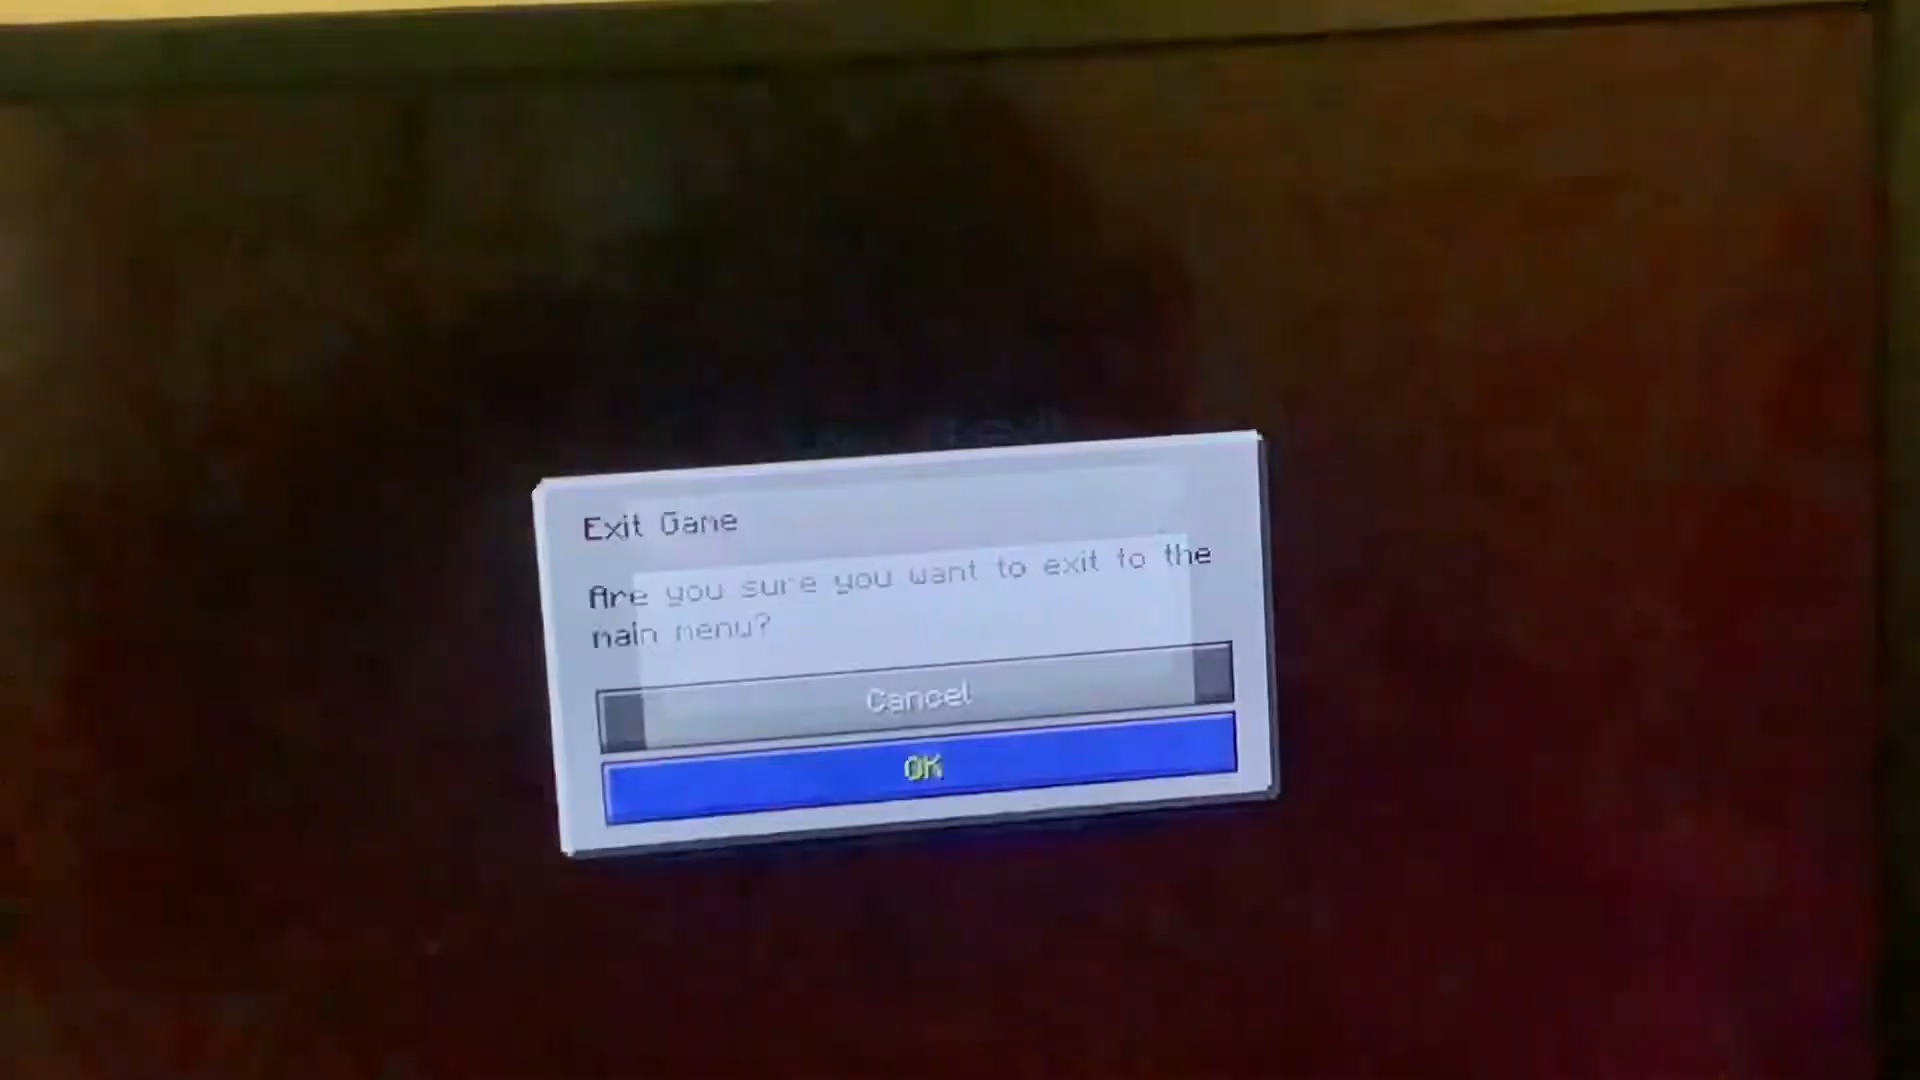 Exit Game
Are you sure you want to exit to the
main menu?
Cancel
OK